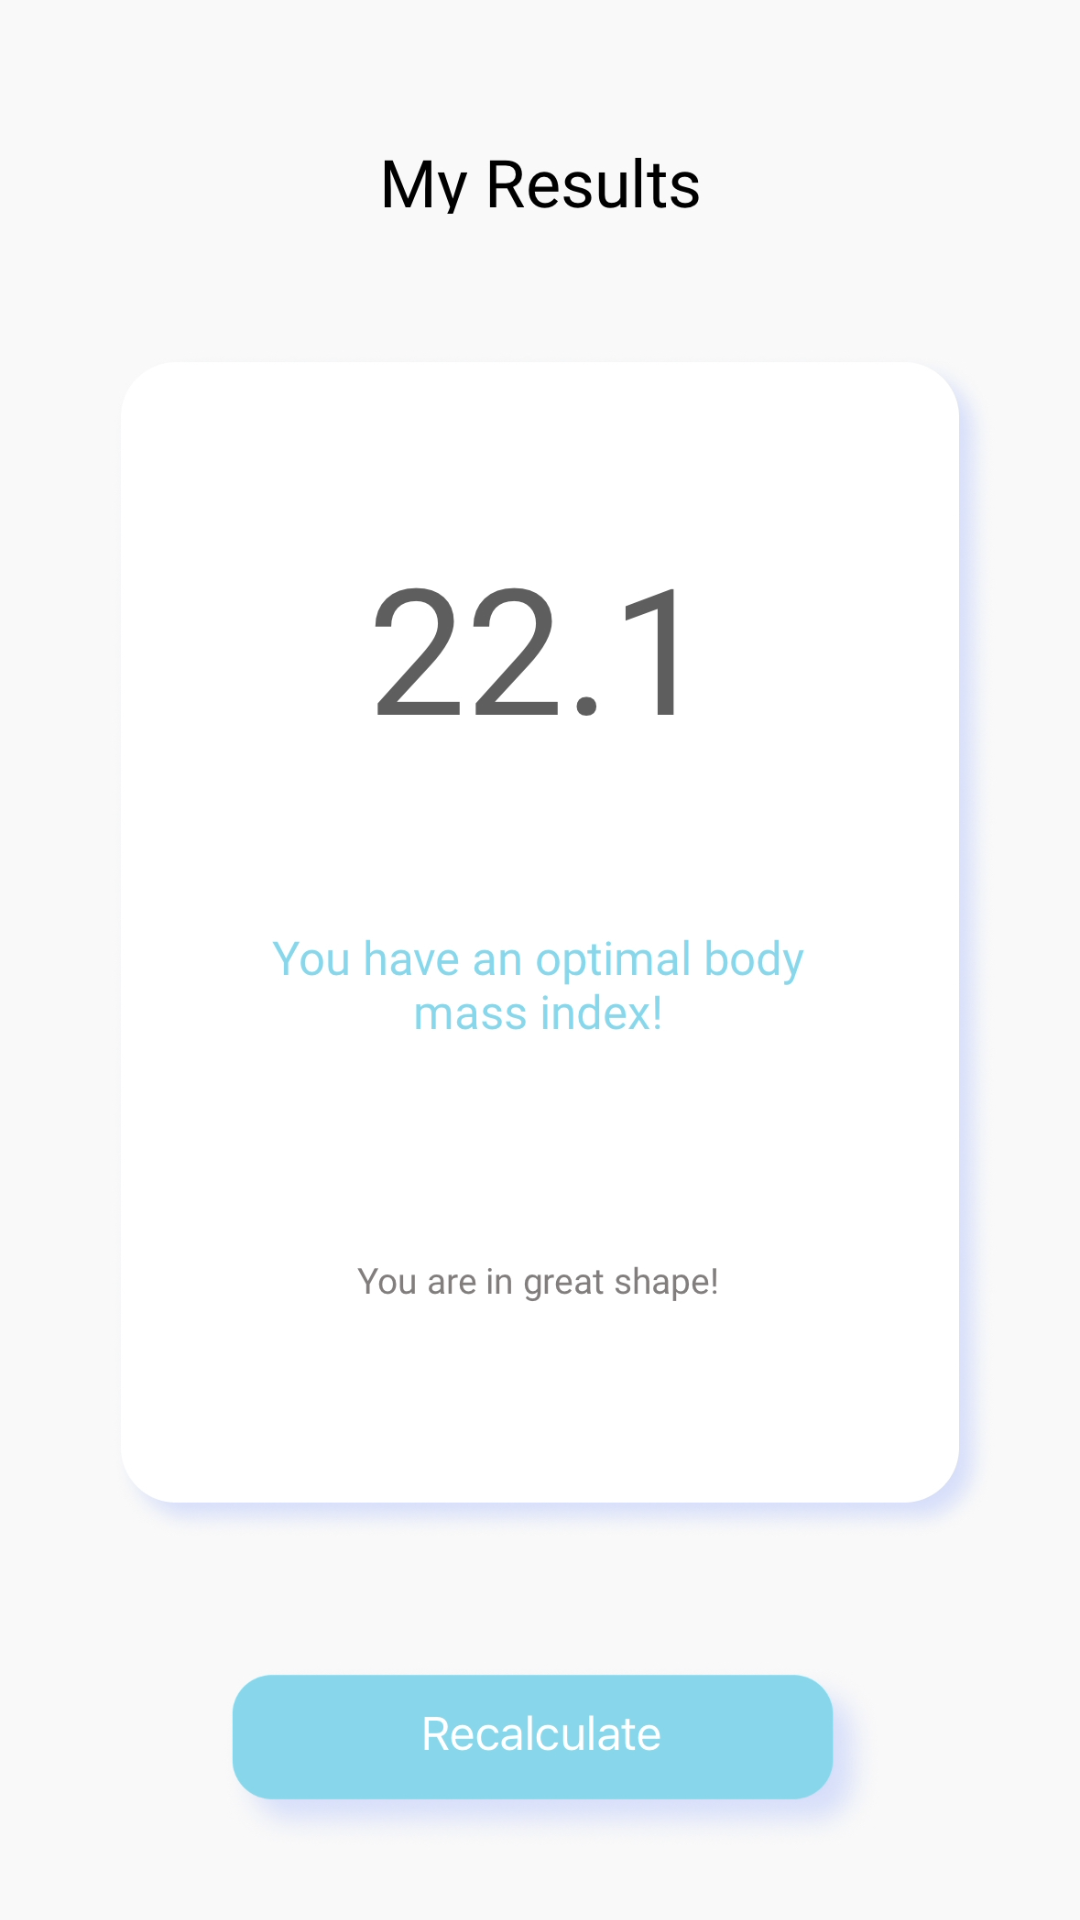 My Results
22.1
You have an optimal body
mass index!
You are in great shape!
Recalculate